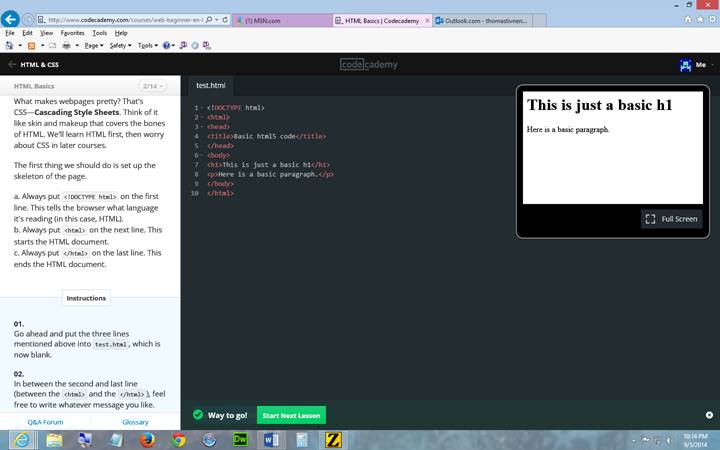 http://www.codecademy.com/courses/web-beginner-en-
(1) MSN.com
HTML Basics | Codecademy
Outlook.com - thomastivnen...
File Edit View Favorites Tools Help
Page Safety Tools
HTML & CSS
codecademy
Me
HTML Basics
2/14
test.html
What makes webpages pretty? That's
CSS—Cascading Style Sheets. Think of it
like skin and makeup that covers the bones
of HTML. We'll learn HTML first, then worry
about CSS in later courses.
The first thing we should do is set up the
skeleton of the page.
a. Always put <!DOCTYPE html> on the first
line. This tells the browser what language
it's reading (in this case, HTML).
b. Always put <html> on the next line. This
starts the HTML document.
c. Always put </html> on the last line. This
ends the HTML document.
Instructions
01.
Go ahead and put the three lines
mentioned above into test.html, which is
now blank.
02.
In between the second and last line
(between the <html> and the </html>), feel
free to write whatever message you like.
Q&A Forum
Glossary
1 <!DOCTYPE html>
2 <html>
3 <head>
4 <title>Basic html5 code</title>
5 </head>
6 <body>
7 <h1>This is just a basic h1</h1>
8 <p>Here is a basic paragraph.</p>
9 </body>
10 </html>
This is just a basic h1
Here is a basic paragraph.
Full Screen
Way to go!
Start Next Lesson
Dw
10:14 PM
9/5/2014